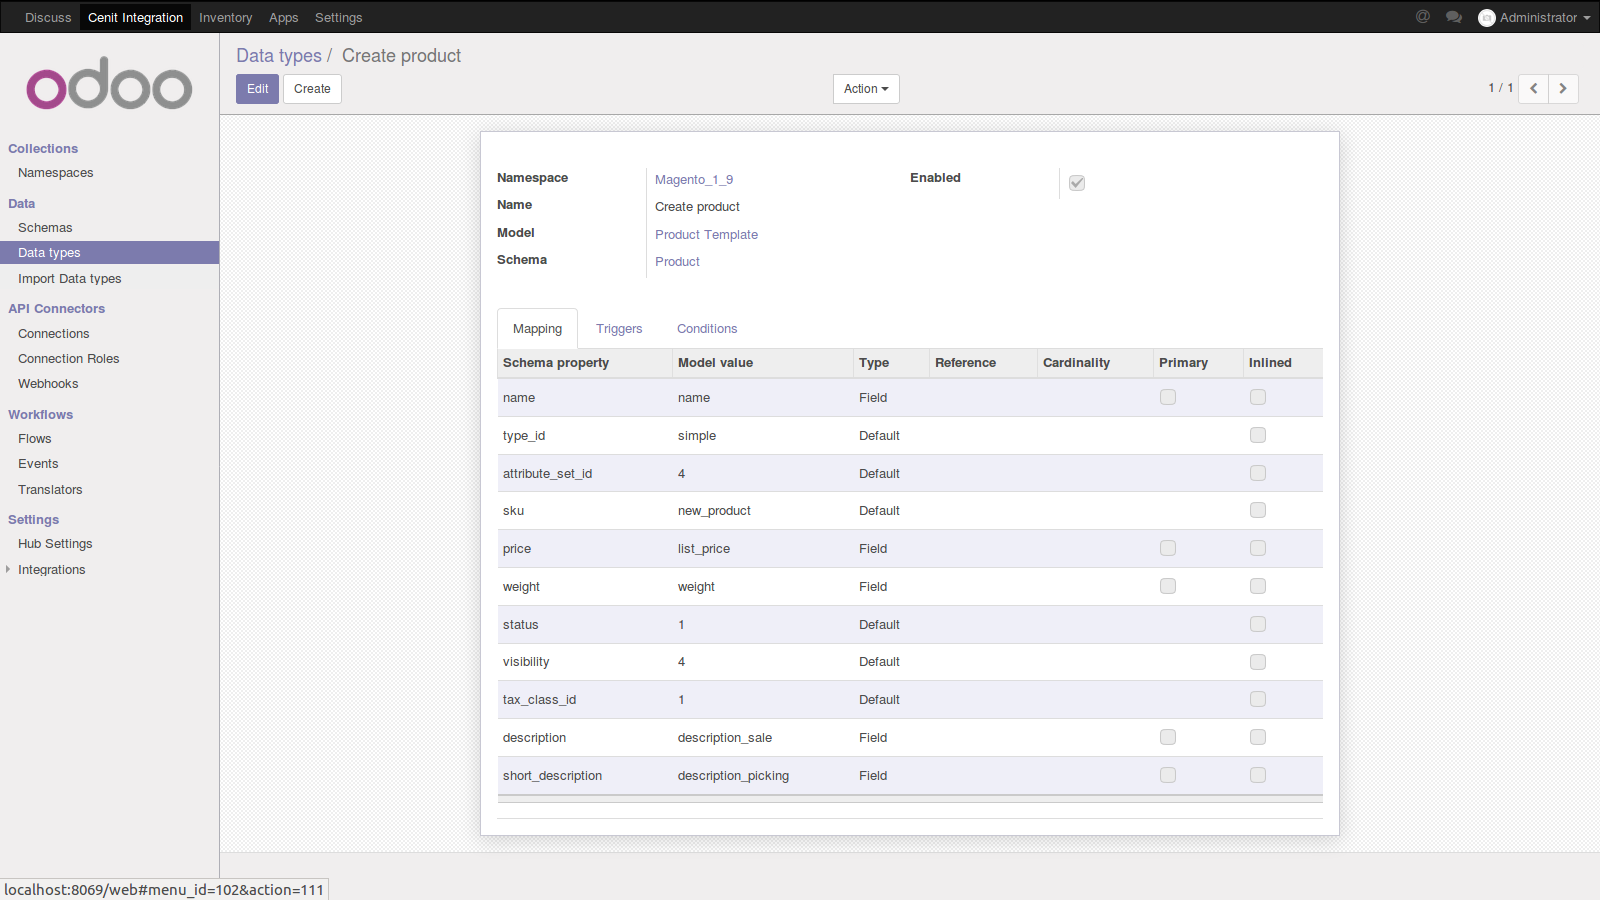 Discuss Cenit Integration Inventory Apps Settings @ Administrator
odoo
Collections
Namespaces
Data
Schemas
Data types
Import Data types
API Connectors
Connections
Connection Roles
Webhooks
Workflows
Flows
Events
Translators
Settings
Hub Settings
Integrations
Data types / Create product
Edit Create Action 1 / 1
Namespace Magento_1_9 Enabled
Name Create product
Model Product Template
Schema Product
Mapping Triggers Conditions
Schema property Model value Type Reference Cardinality Primary Inlined
name name Field
type_id simple Default
attribute_set_id 4 Default
sku new_product Default
price list_price Field
weight weight Field
status 1 Default
visibility 4 Default
tax_class_id 1 Default
description description_sale Field
short_description description_picking Field
localhost:8069/web#menu_id=102&action=111